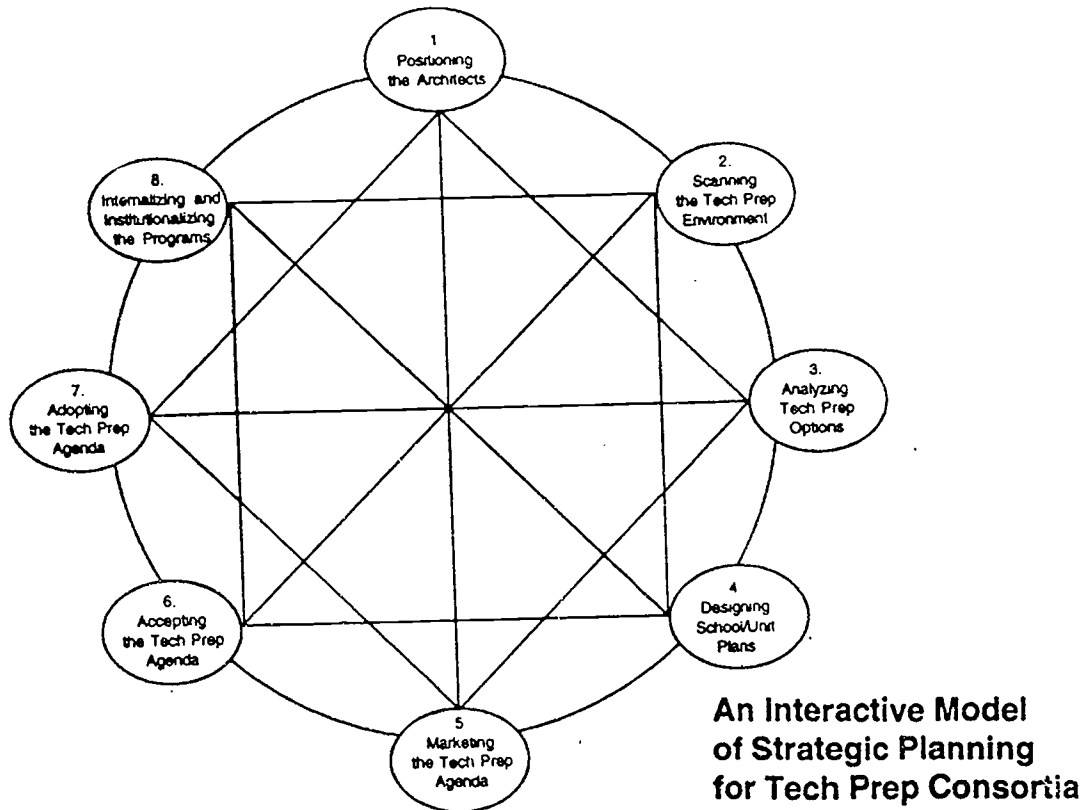 1
Positioning
the Architects
2.
Scanning
the Tech Prep
Environment
3.
Analyzing
Tech Prep
Options
4
Designing
School/Unit
Plans
5
Marketing
the Tech Prep
Agenda
6.
Accepting
the Tech Prep
Agenda
7.
Adopting
the Tech Prep
Agenda
8.
Internalizing and
Institutionalizing
the Programs
An Interactive Model
of Strategic Planning
for Tech Prep Consortia